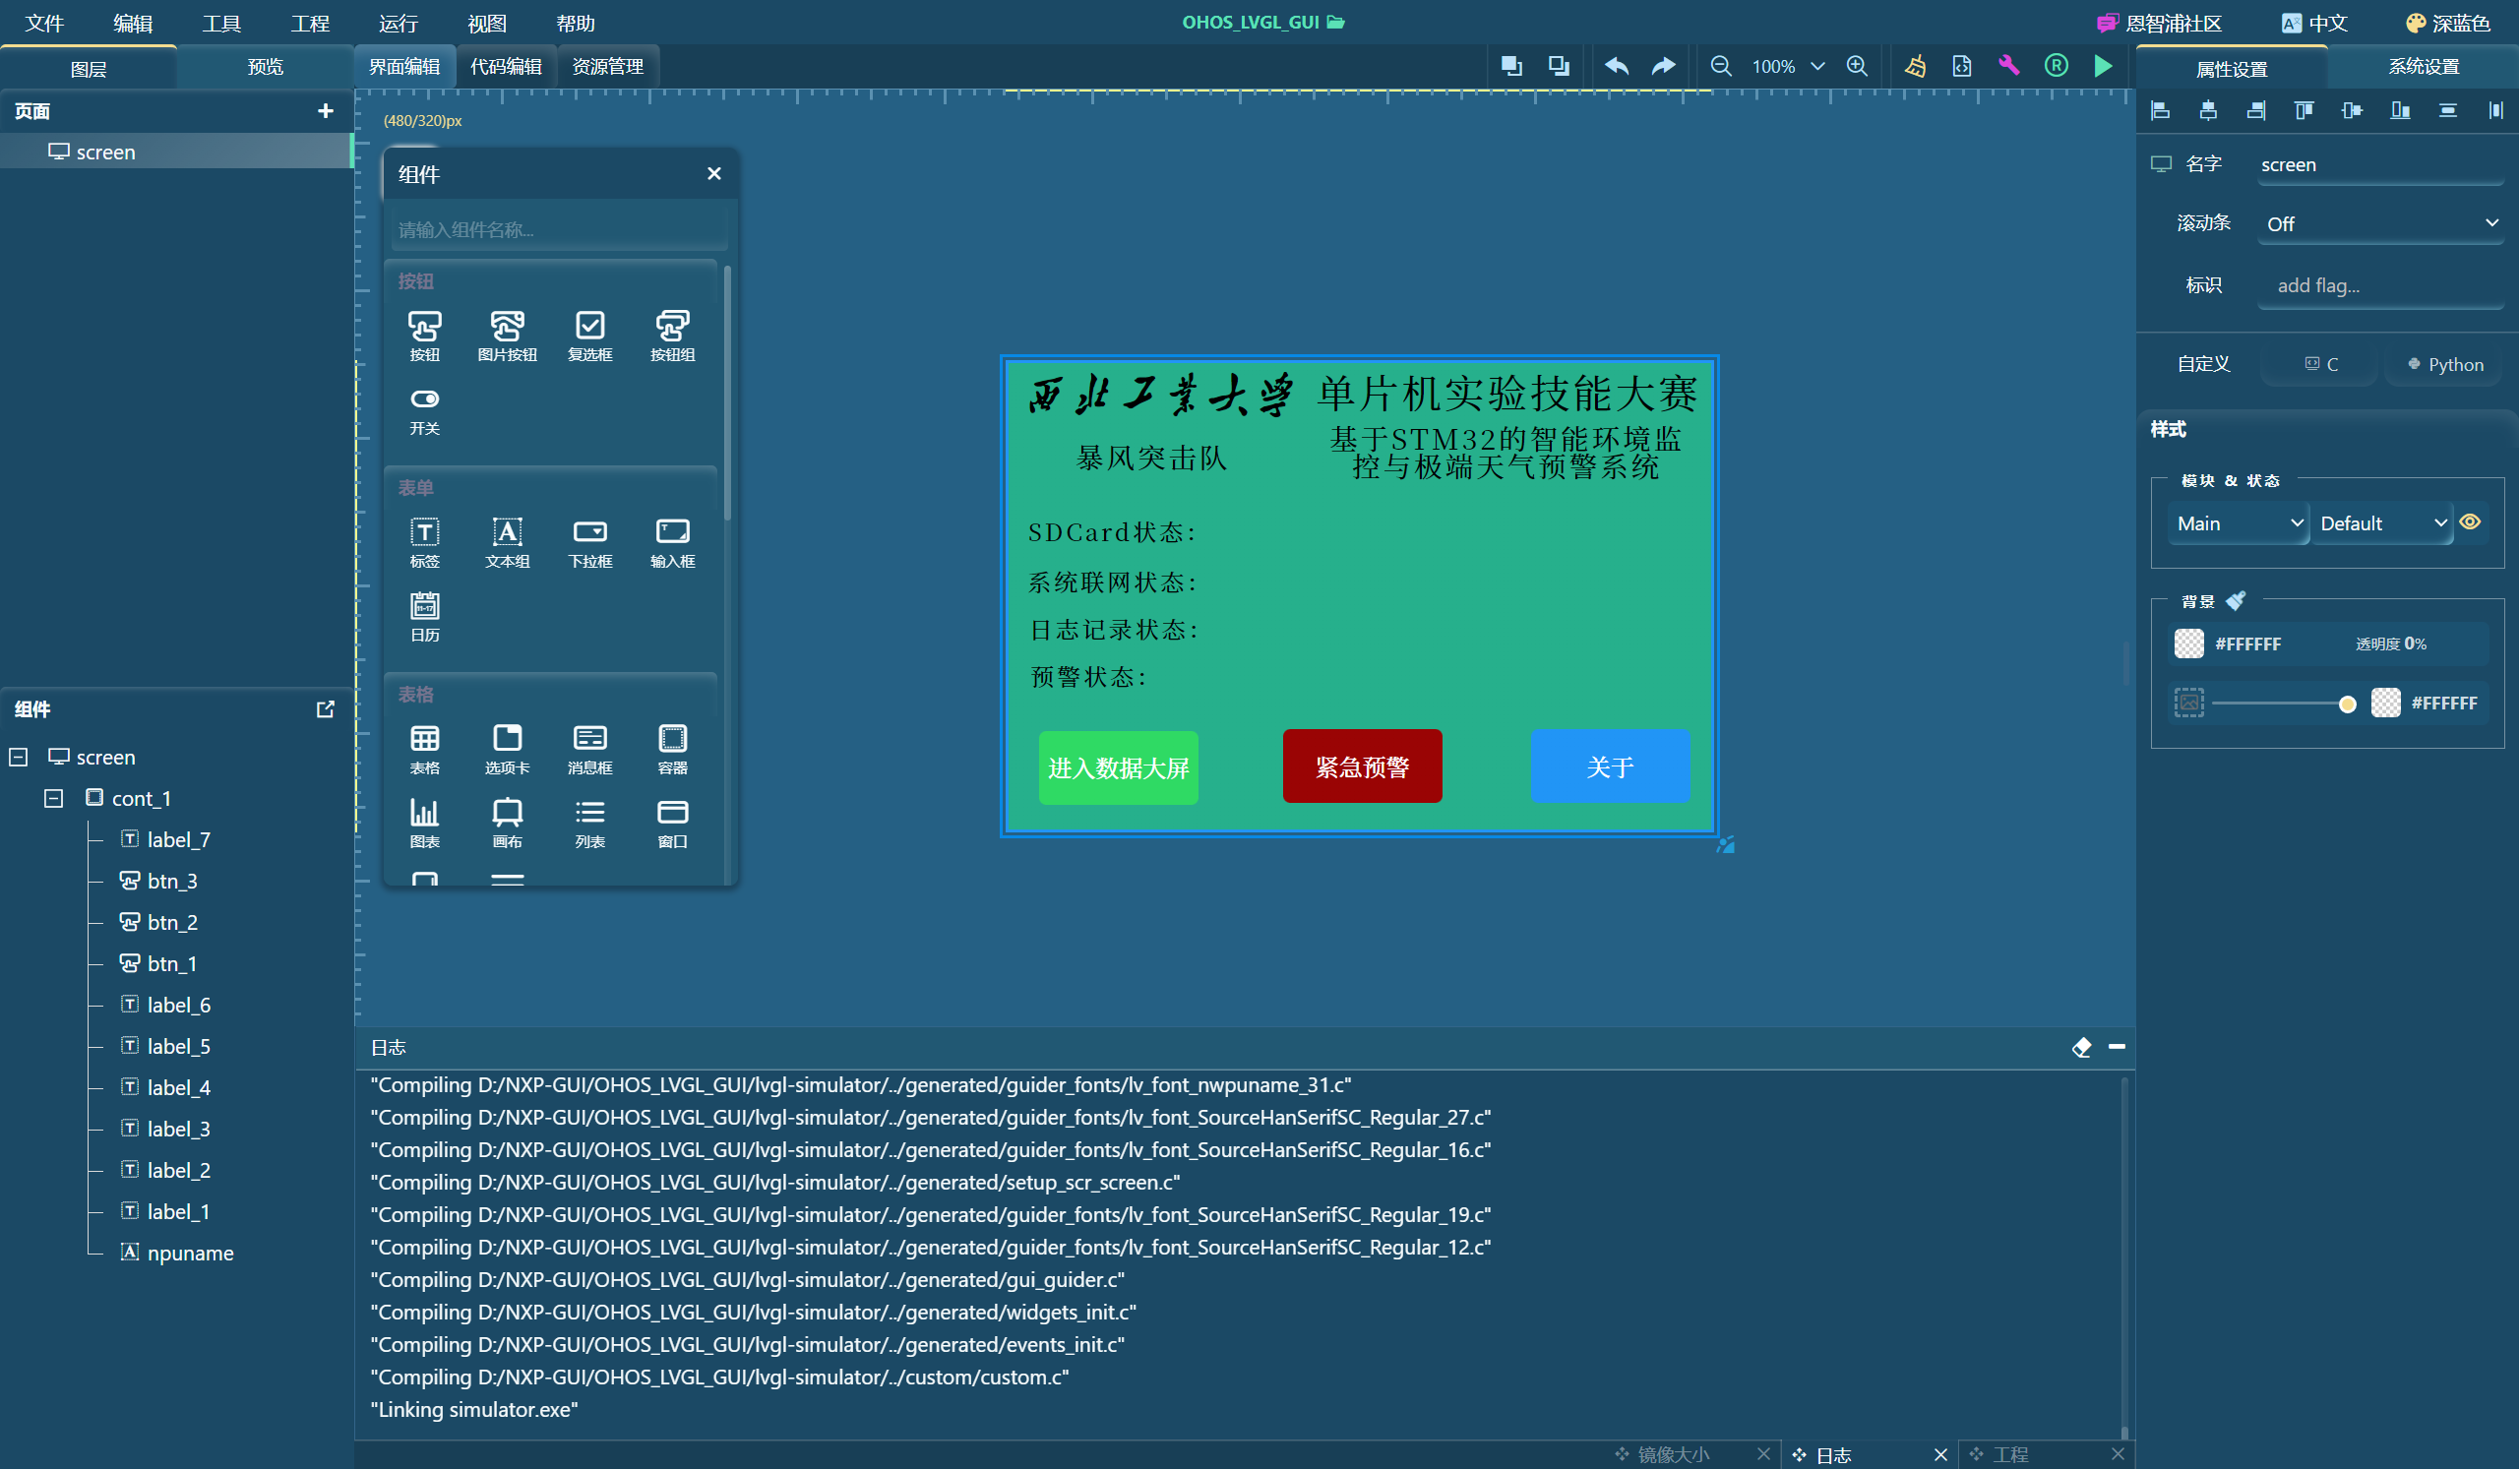 文件 编辑 工具 工程 运行 视图 帮助
OHOS_LVGL_GUI
恩智浦社区 中文 深蓝色
图层 预览 界面编辑 代码编辑 资源管理
100%
属性设置 系统设置
页面
screen
(480/320)px
组件
请输入组件名称...
按钮
按钮 图片按钮 复选框 按钮组
开关
表单
标签 文本组 下拉框 输入框
日历
表格
表格 选项卡 消息框 容器
图表 画布 列表 窗口
西北工业大学 单片机实验技能大赛
暴风突击队
基于STM32的智能环境监
控与极端天气预警系统
SDCard状态：
系统联网状态：
日志记录状态：
预警状态：
进入数据大屏 紧急预警 关于
名字 screen
滚动条 Off
标识 add flag...
自定义 C Python
样式
模块 & 状态
Main Default
背景
#FFFFFF 透明度 0%
#FFFFFF
组件
screen
cont_1
label_7
btn_3
btn_2
btn_1
label_6
label_5
label_4
label_3
label_2
label_1
npuname
日志
"Compiling D:/NXP-GUI/OHOS_LVGL_GUI/lvgl-simulator/../generated/guider_fonts/lv_font_nwpuname_31.c"
"Compiling D:/NXP-GUI/OHOS_LVGL_GUI/lvgl-simulator/../generated/guider_fonts/lv_font_SourceHanSerifSC_Regular_27.c"
"Compiling D:/NXP-GUI/OHOS_LVGL_GUI/lvgl-simulator/../generated/guider_fonts/lv_font_SourceHanSerifSC_Regular_16.c"
"Compiling D:/NXP-GUI/OHOS_LVGL_GUI/lvgl-simulator/../generated/setup_scr_screen.c"
"Compiling D:/NXP-GUI/OHOS_LVGL_GUI/lvgl-simulator/../generated/guider_fonts/lv_font_SourceHanSerifSC_Regular_19.c"
"Compiling D:/NXP-GUI/OHOS_LVGL_GUI/lvgl-simulator/../generated/guider_fonts/lv_font_SourceHanSerifSC_Regular_12.c"
"Compiling D:/NXP-GUI/OHOS_LVGL_GUI/lvgl-simulator/../generated/gui_guider.c"
"Compiling D:/NXP-GUI/OHOS_LVGL_GUI/lvgl-simulator/../generated/widgets_init.c"
"Compiling D:/NXP-GUI/OHOS_LVGL_GUI/lvgl-simulator/../generated/events_init.c"
"Compiling D:/NXP-GUI/OHOS_LVGL_GUI/lvgl-simulator/../custom/custom.c"
"Linking simulator.exe"
镜像大小 日志 工程